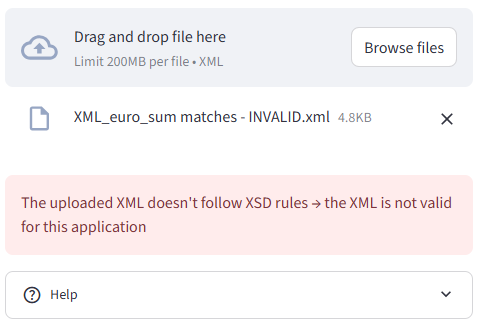 Drag and drop file here
Limit 200MB per file • XML
Browse files
XML_euro_sum matches - INVALID.xml 4.8KB
The uploaded XML doesn't follow XSD rules → the XML is not valid
for this application
Help